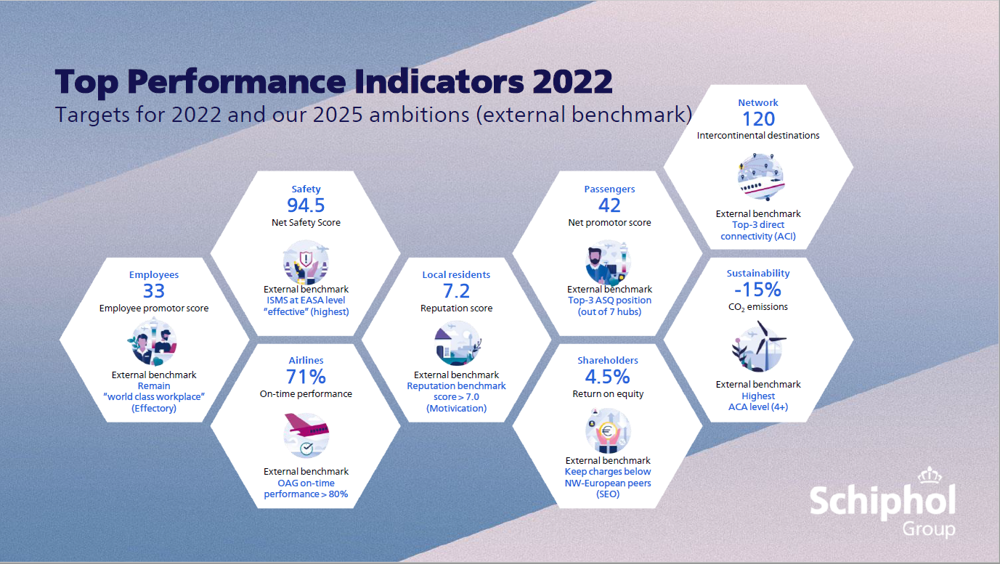 Top Performance Indicators 2022
Targets for 2022 and our 2025 ambitions (external benchmark)
Employees
33
Employee promotor score
External benchmark
Remain
“world class workplace”
(Effectory)
Safety
94.5
Net Safety Score
External benchmark
ISMS at EASA level
“effective” (highest)
Airlines
71%
On-time performance
External benchmark
OAG on-time
performance > 80%
Local residents
7.2
Reputation score
External benchmark
Reputation benchmark
score > 7.0
(Motivication)
Passengers
42
Net promotor score
External benchmark
Top-3 ASQ position
(out of 7 hubs)
Shareholders
4.5%
Return on equity
€
External benchmark
Keep charges below
NW-European peers
(SEO)
Network
120
Intercontinental destinations
External benchmark
Top-3 direct
connectivity (ACI)
Sustainability
-15%
CO₂ emissions
External benchmark
Highest
ACA level (4+)
Schiphol
Group